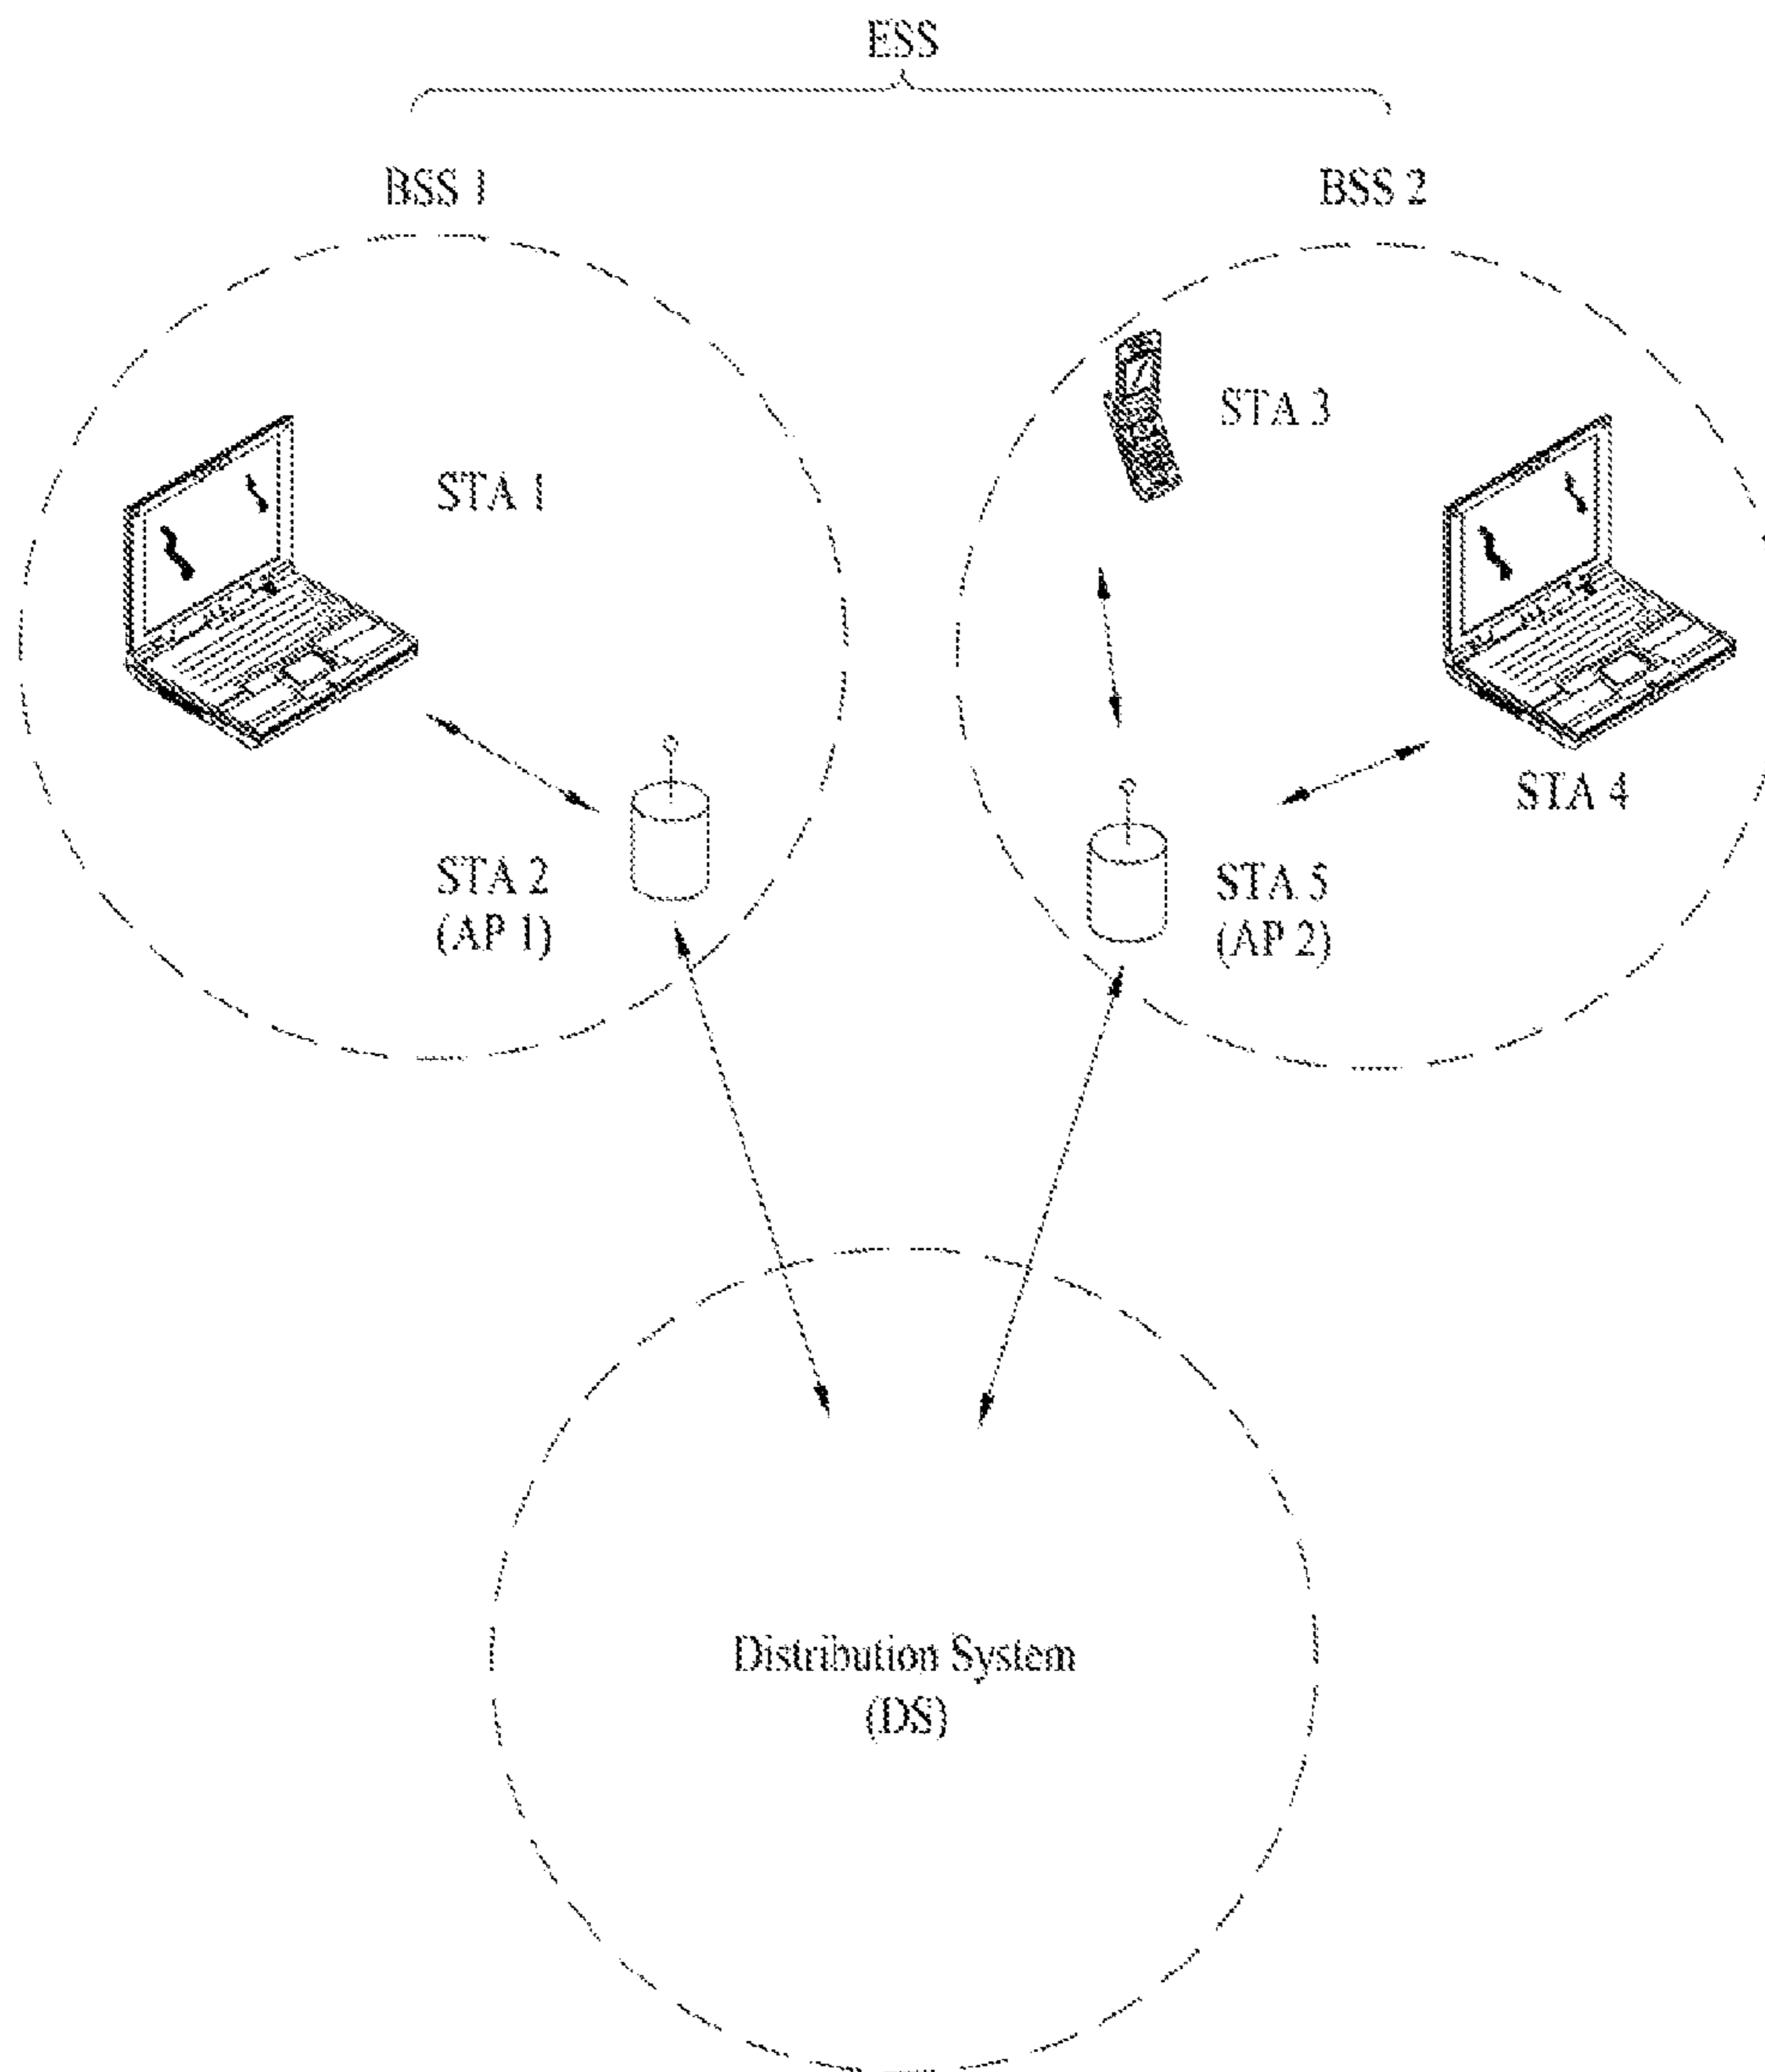 ESS
BSS 1
BSS 2
STA 3
STA 1
STA 4
STA 2
(AP 1)
STA 5
(AP 2)
Distribution System
(DS)